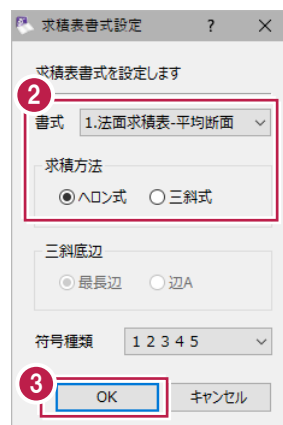 求積表書式設定 ? ×
求積表書式を設定します
2
書式 1.法面求積表-平均断面
求積方法
ヘロン式 三斜式
三斜底辺
最長辺 辺A
符号種類 1 2 3 4 5
3
OK キャンセル